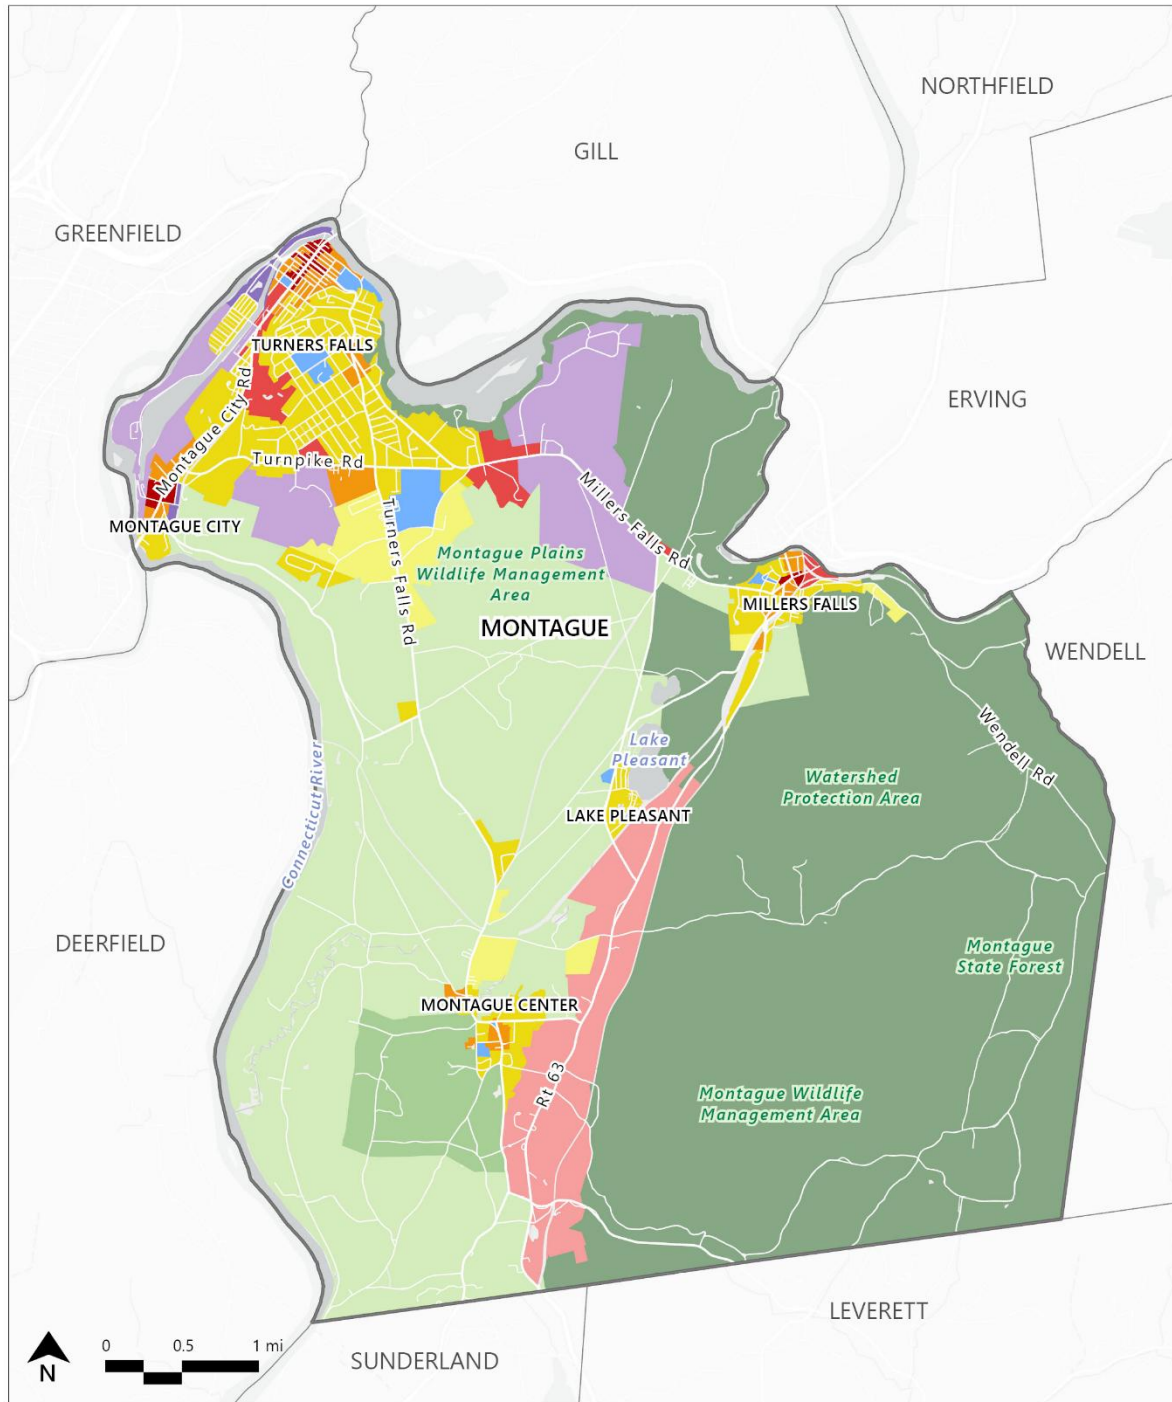 NORTHFIELD
GILL
GREENFIELD
TURNERS FALLS
ERVING
Montague City Rd
Turnpike Rd
Millers Falls Rd
MONTAGUE CITY
Turners Falls Rd
Montague Plains
Wildlife Management
Area
MILLERS FALLS
MONTAGUE
WENDELL
Wendell Rd
Lake
Pleasant
Connecticut River
Watershed
Protection Area
LAKE PLEASANT
DEERFIELD
Montague
State Forest
MONTAGUE CENTER
Rt 63
Montague Wildlife
Management Area
LEVERETT
N
0 0.5 1 mi
SUNDERLAND